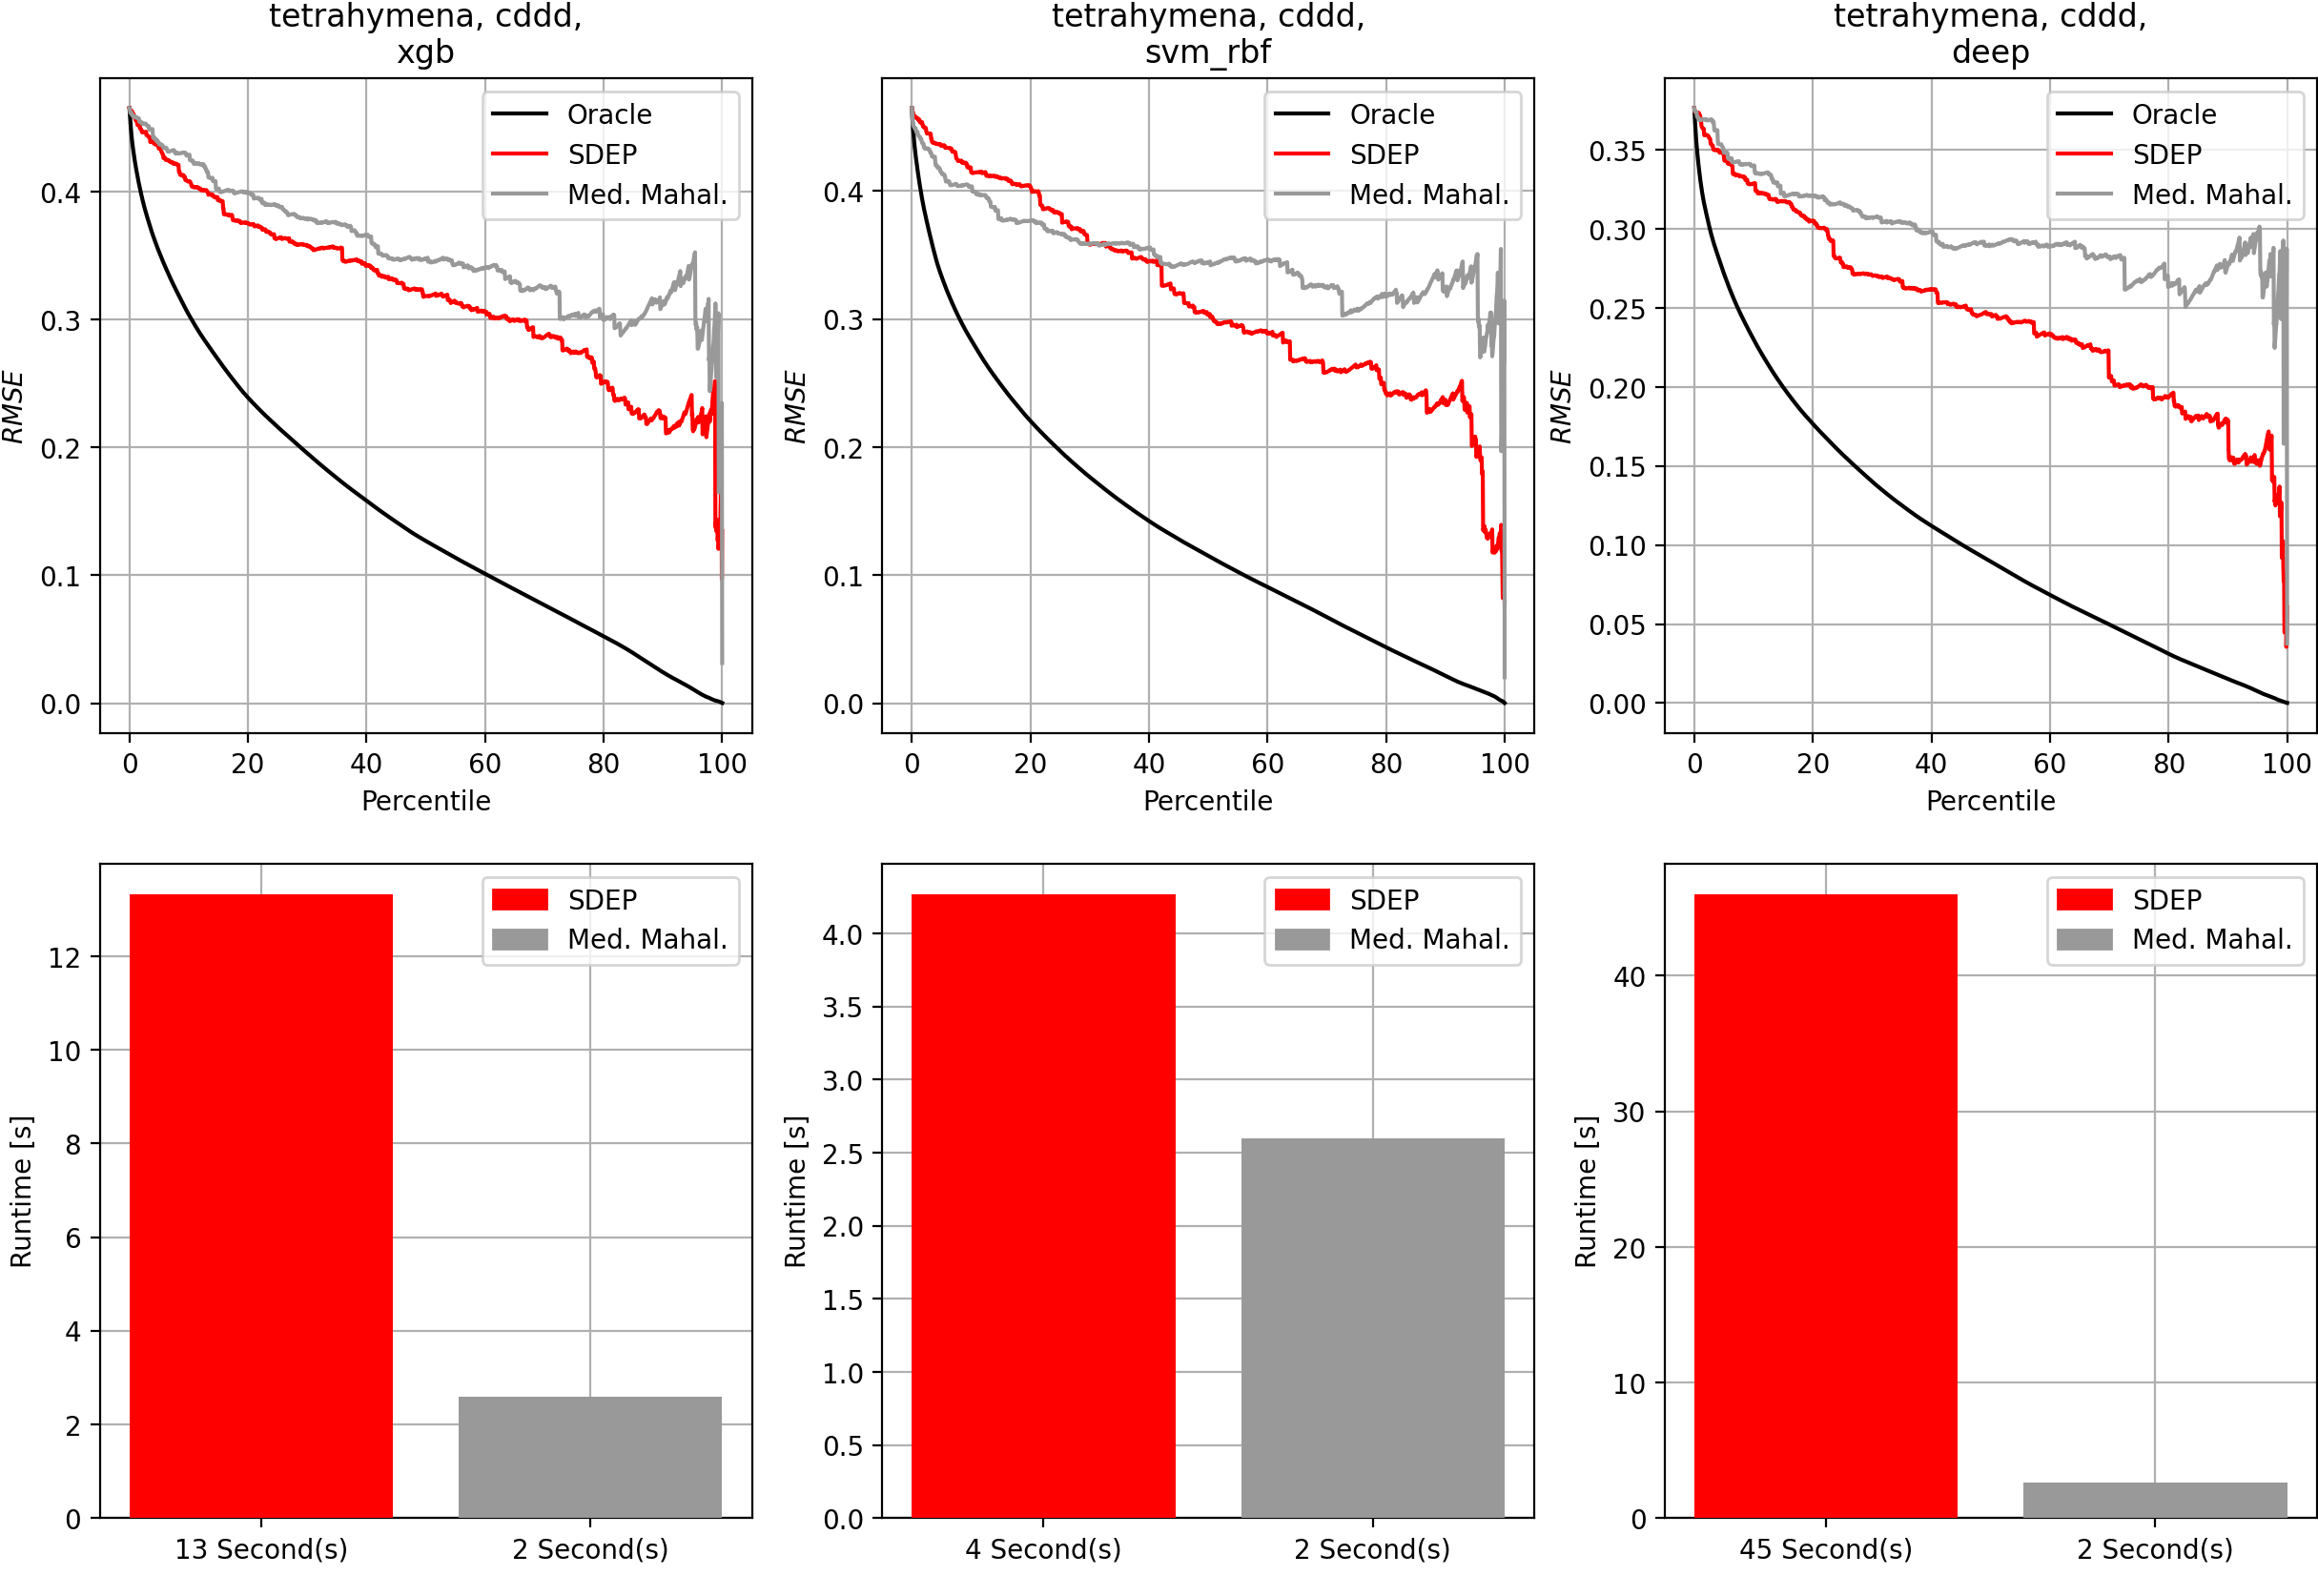 tetrahymena, cddd,
xgb
RMSE
0.4
0.3
0.2
0.1
0.0
Oracle
SDEP
Med. Mahal.
0 20 40 60 80 100
Percentile
tetrahymena, cddd,
svm_rbf
RMSE
0.4
0.3
0.2
0.1
0.0
Oracle
SDEP
Med. Mahal.
0 20 40 60 80 100
Percentile
tetrahymena, cddd,
deep
RMSE
0.35
0.30
0.25
0.20
0.15
0.10
0.05
0.00
Oracle
SDEP
Med. Mahal.
0 20 40 60 80 100
Percentile
Runtime [s]
12
10
8
6
4
2
0
SDEP
Med. Mahal.
13 Second(s) 2 Second(s)
Runtime [s]
4.0
3.5
3.0
2.5
2.0
1.5
1.0
0.5
0.0
SDEP
Med. Mahal.
4 Second(s) 2 Second(s)
Runtime [s]
40
30
20
10
0
SDEP
Med. Mahal.
45 Second(s) 2 Second(s)